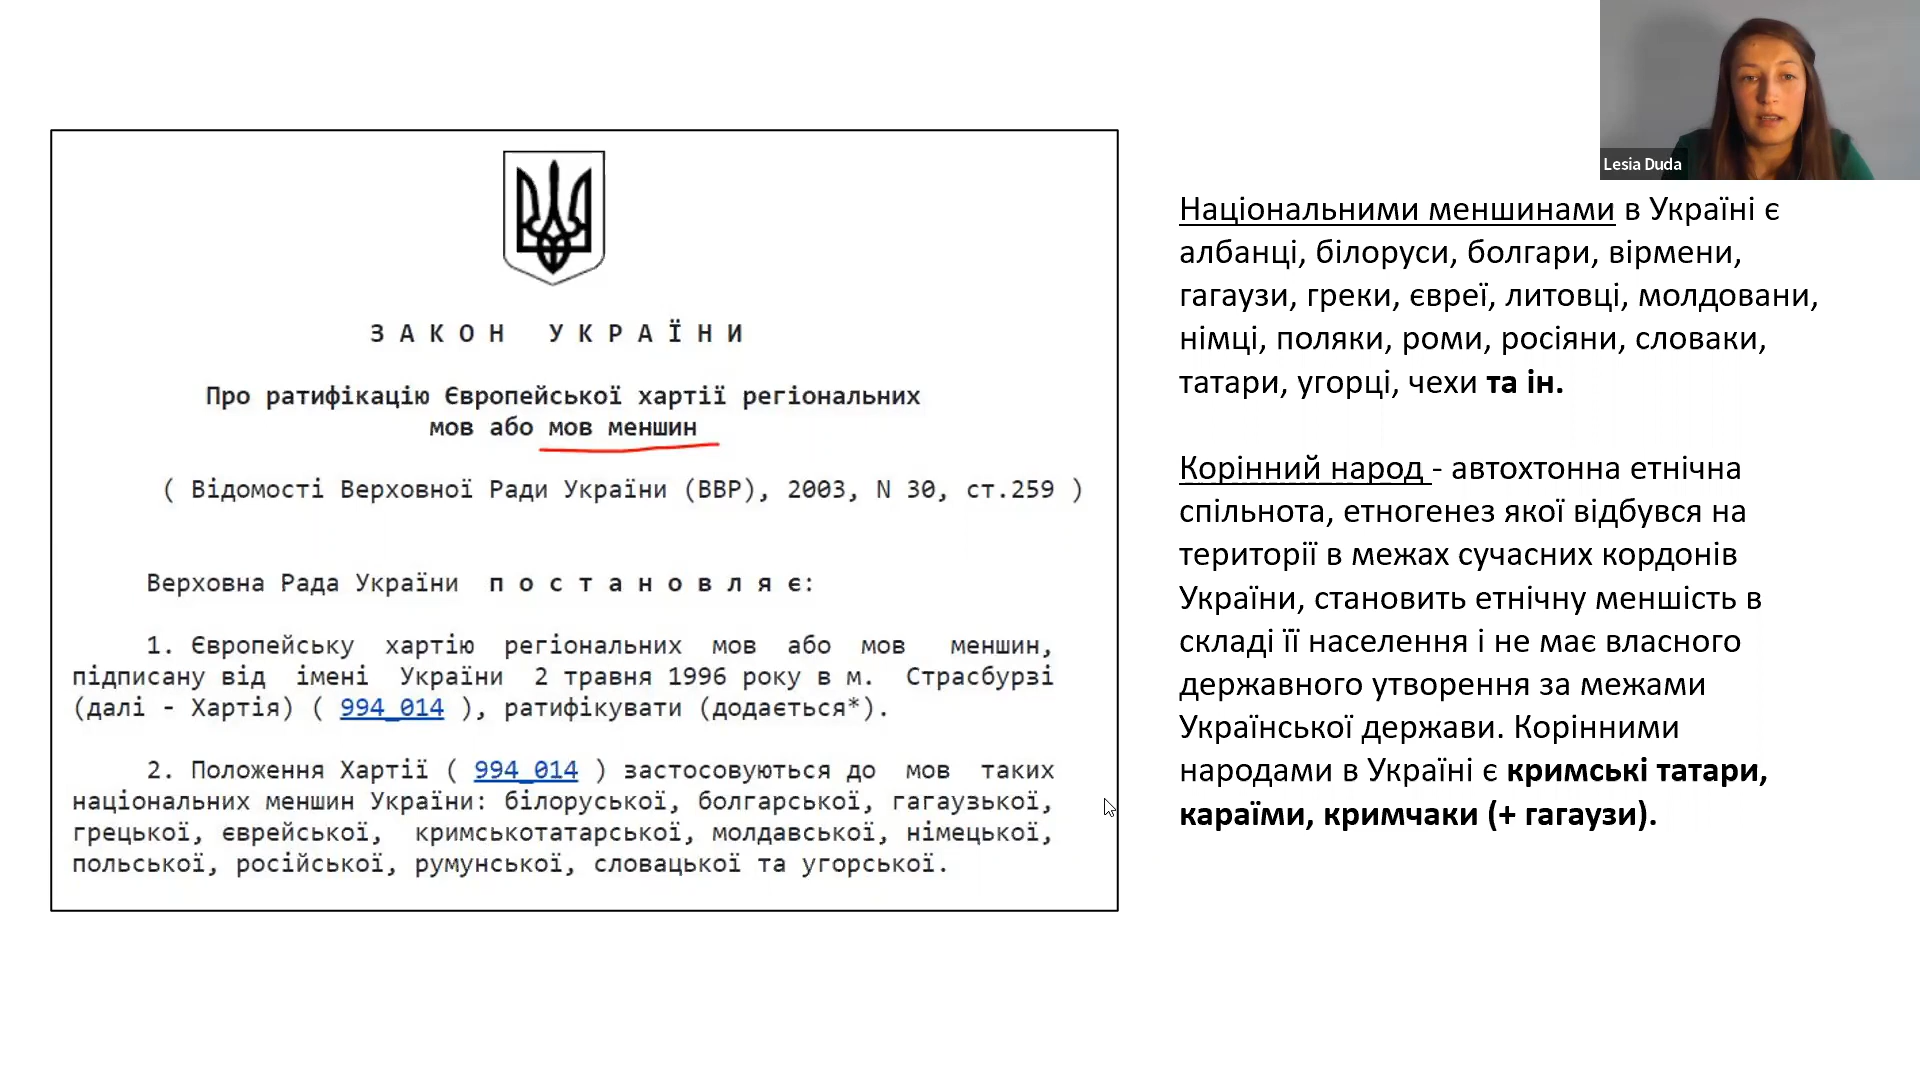 Lesia Duda
З А К О Н   У К Р А Ї Н И
Про ратифікацію Європейської хартії регіональних
мов або мов меншин
( Відомості Верховної Ради України (ВВР), 2003, N 30, ст.259 )
Верховна Рада України п о с т а н о в л я є:
1. Європейську хартію регіональних мов або мов меншин,
підписану від імені України 2 травня 1996 року в м. Страсбурзі
(далі - Хартія) ( 994_014 ), ратифікувати (додається*).
2. Положення Хартії ( 994_014 ) застосовуються до мов таких
національних меншин України: білоруської, болгарської, гагаузької,
грецької, єврейської, кримськотатарської, молдавської, німецької,
польської, російської, румунської, словацької та угорської.
Національними меншинами в Україні є
албанці, білоруси, болгари, вірмени,
гагаузи, греки, євреї, литовці, молдовани,
німці, поляки, роми, росіяни, словаки,
татари, угорці, чехи та ін.
Корінний народ - автохтонна етнічна
спільнота, етногенез якої відбувся на
території в межах сучасних кордонів
України, становить етнічну меншість в
складі її населення і не має власного
державного утворення за межами
Української держави. Корінними
народами в Україні є кримські татари,
караїми, кримчаки (+ гагаузи).